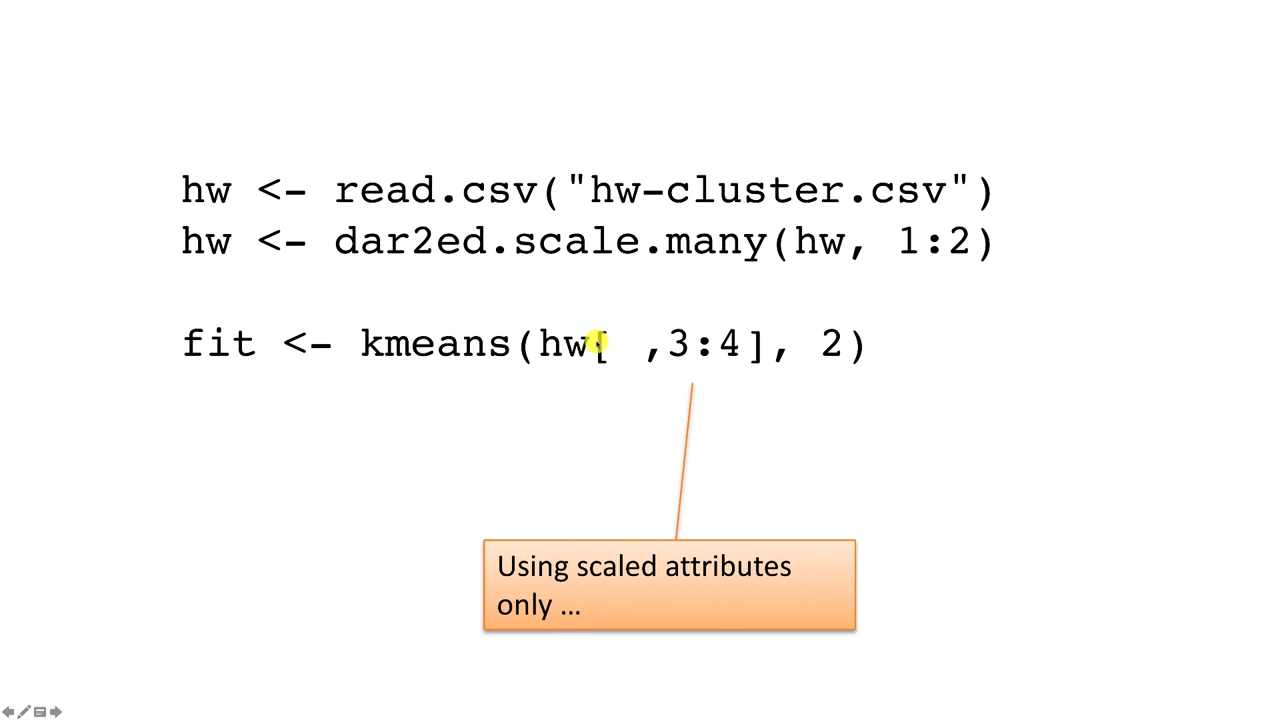 hw <- read.csv("hw-cluster.csv")
hw <- dar2ed.scale.many(hw, 1:2)
fit <- kmeans(hw[ ,3:4], 2)
Using scaled attributes
only …